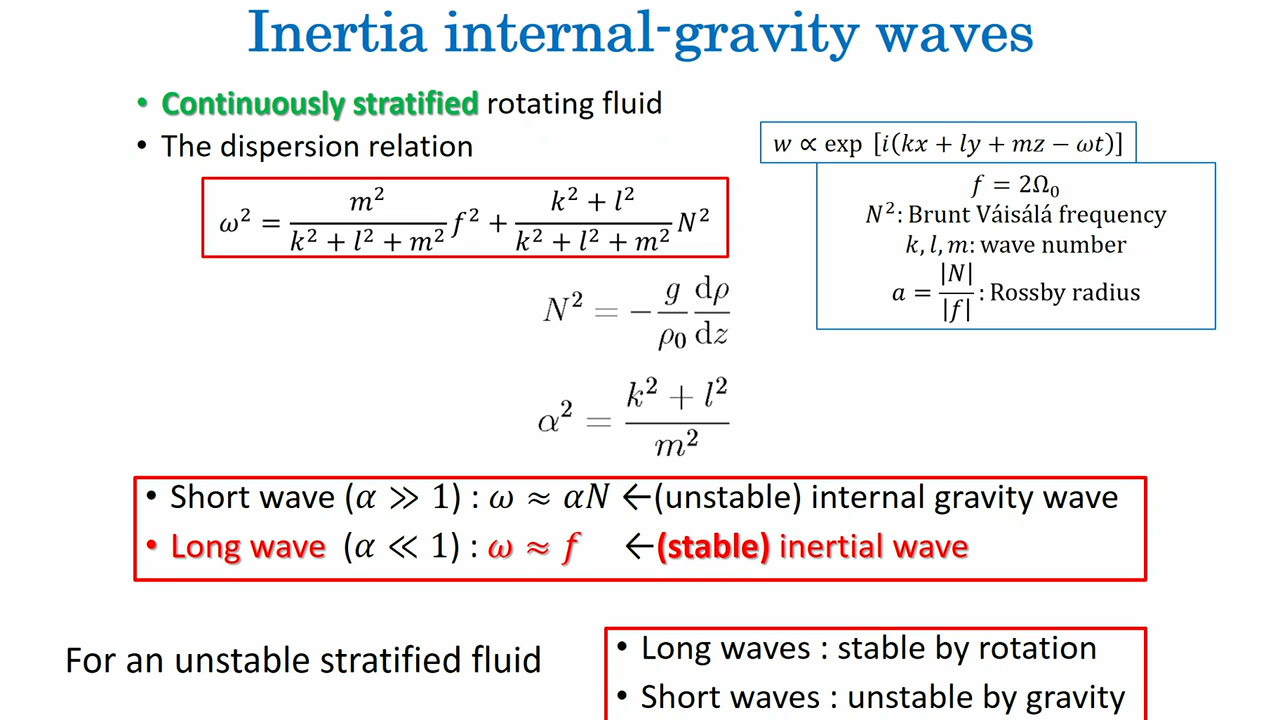 Inertia internal-gravity waves
• Continuously stratified rotating fluid
• The dispersion relation
w ∝ exp [i(kx + ly + mz − ωt)]
ω² = m² / (k² + l² + m²) f² + (k² + l²) / (k² + l² + m²) N²
f = 2Ω₀
N²: Brunt Váisálá frequency
k, l, m: wave number
a = |N| / |f| : Rossby radius
N² = − g/ρ₀ dρ/dz
α² = (k² + l²) / m²
• Short wave (α ≫ 1) : ω ≈ αN ←(unstable) internal gravity wave
• Long wave (α ≪ 1) : ω ≈ f ←(stable) inertial wave
For an unstable stratified fluid
• Long waves : stable by rotation
• Short waves : unstable by gravity